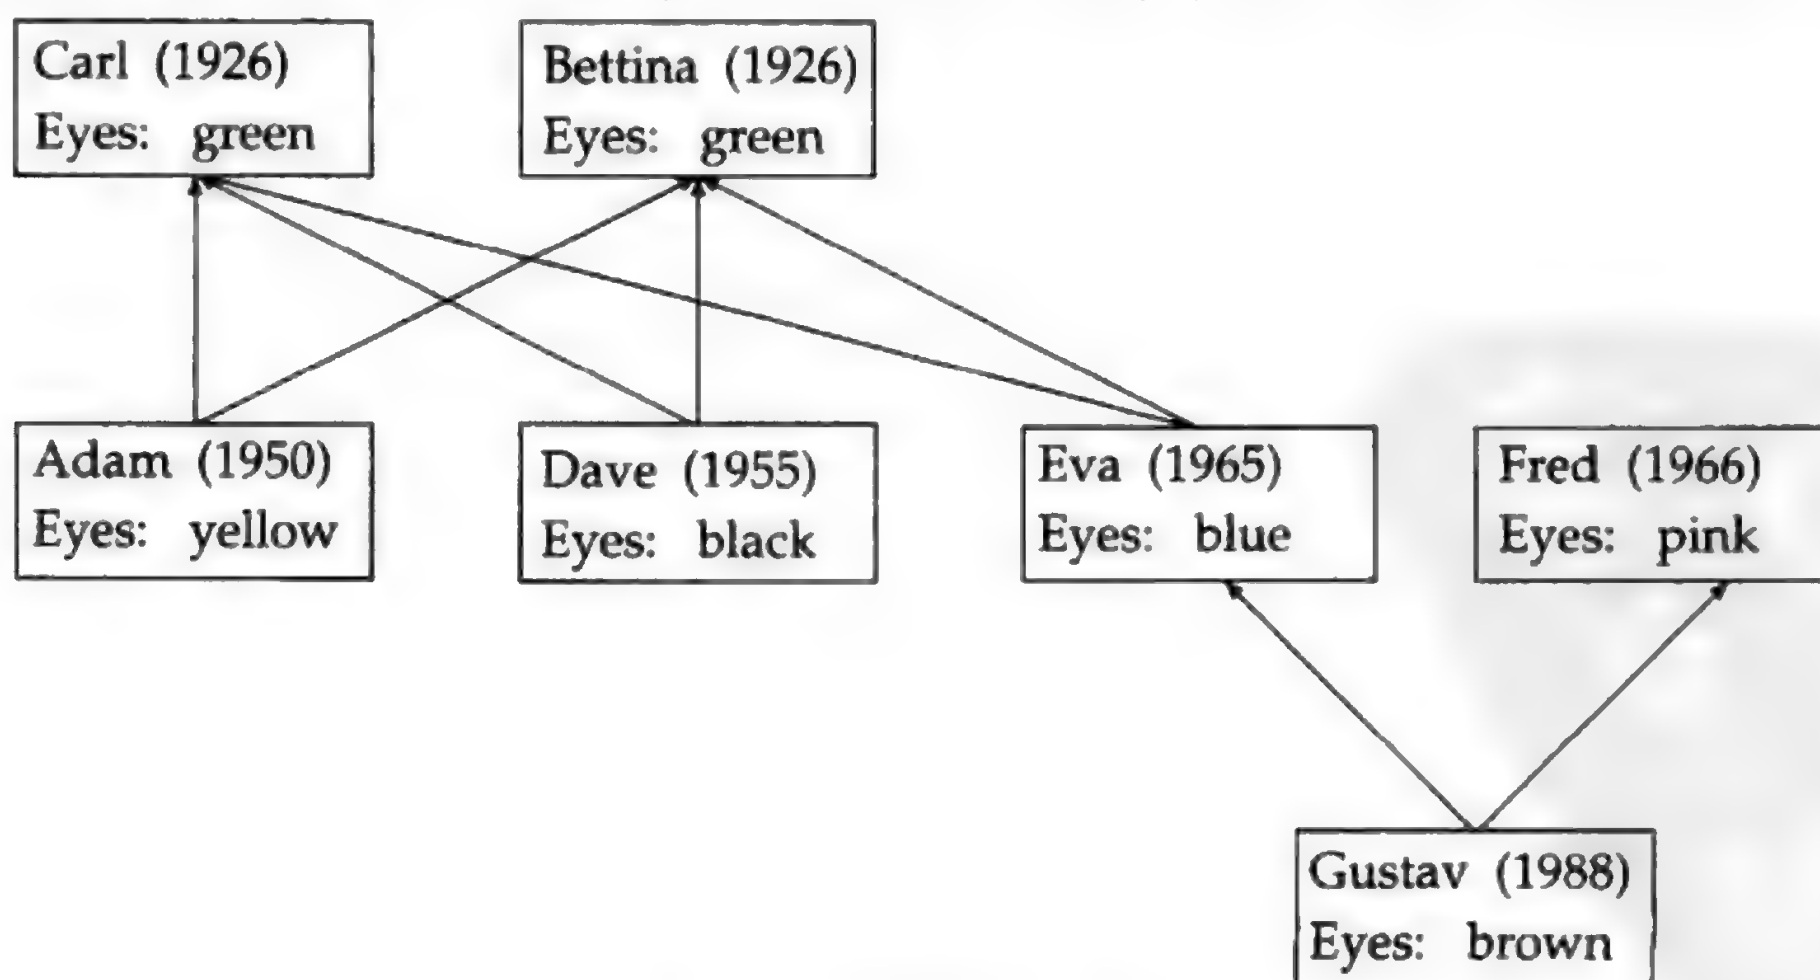 Carl (1926)
Eyes: green
Bettina (1926)
Eyes: green
Adam (1950)
Eyes: yellow
Dave (1955)
Eyes: black
Eva (1965)
Eyes: blue
Fred (1966)
Eyes: pink
Gustav (1988)
Eyes: brown